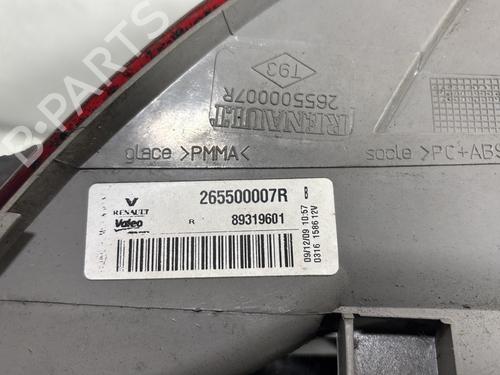 T93
265500007R
RENAULT
glace >PMMA<
socle >PC+ABS
265500007R B
RENAULT
Valeo
R 89319601
09/12/09 10:57
0316 158612V
B-PARTS